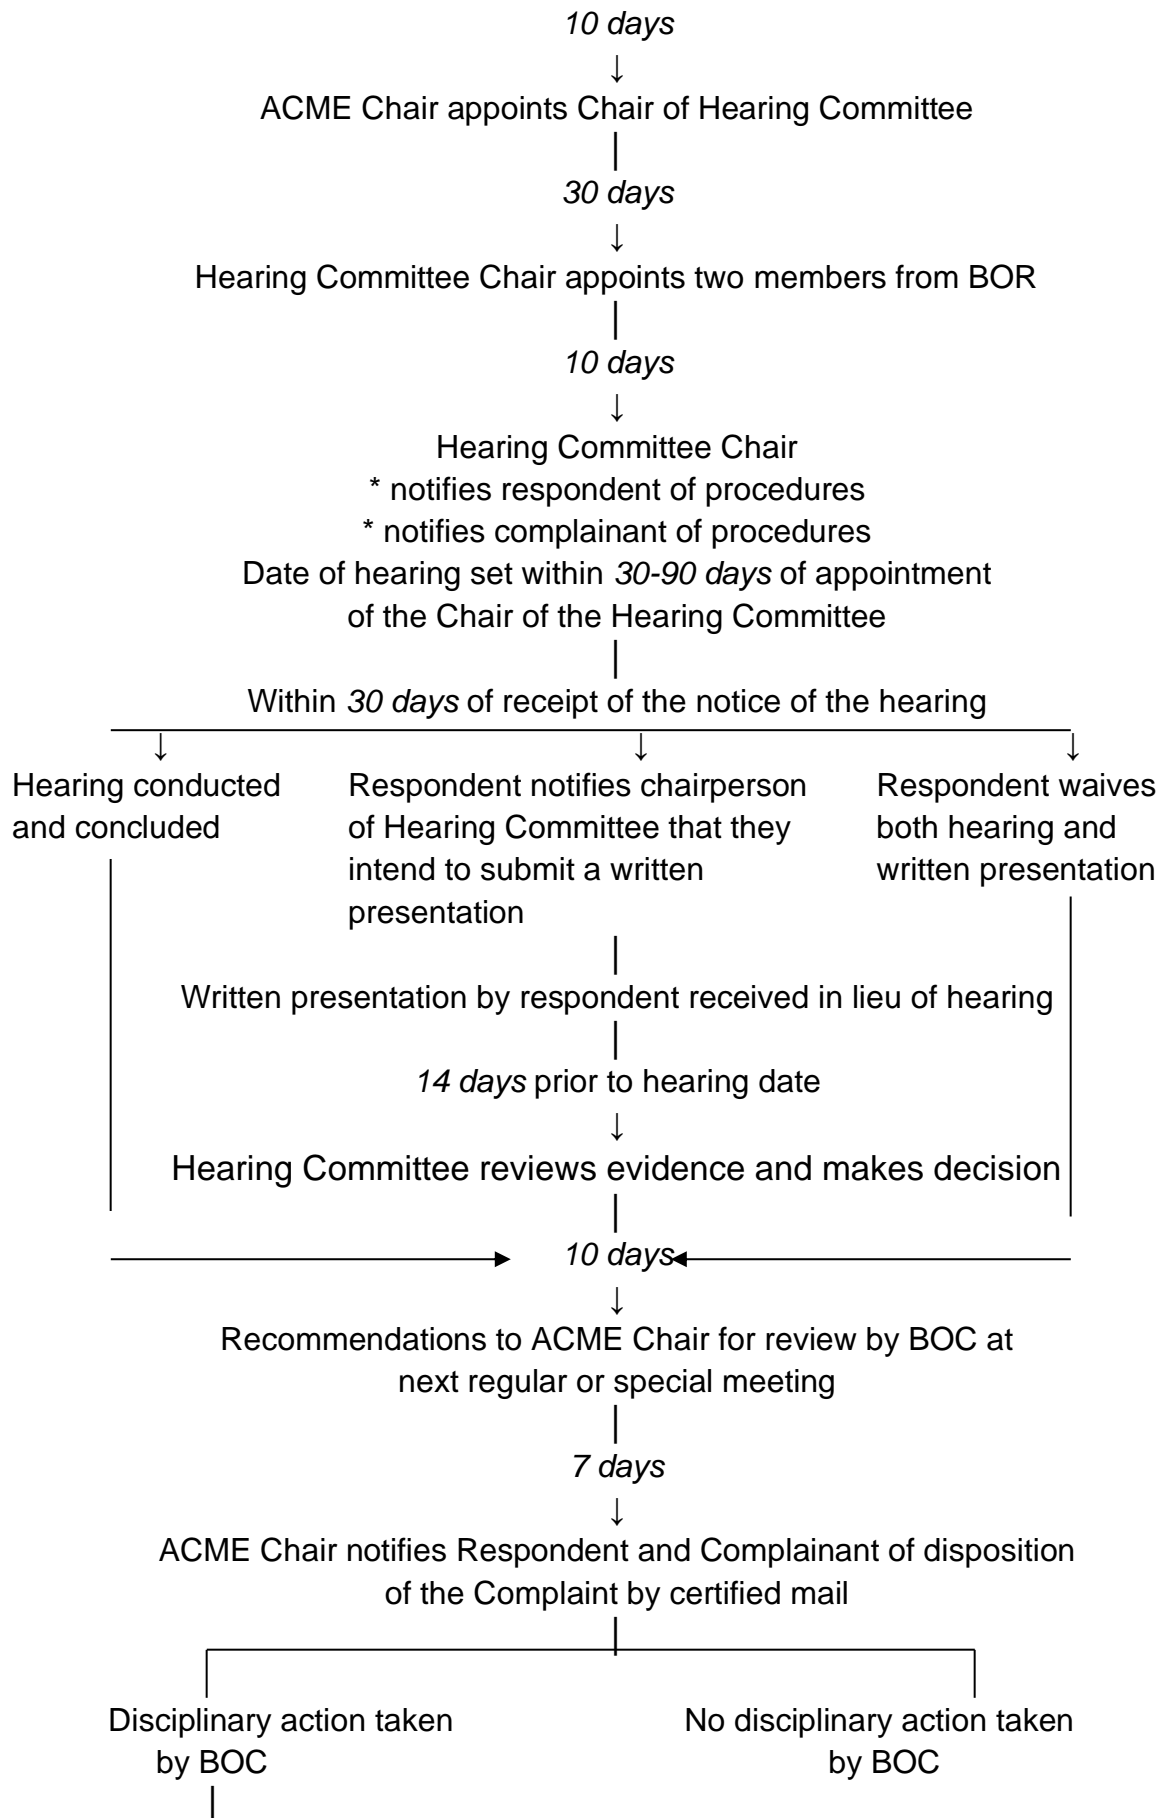 10 days
↓
ACME Chair appoints Chair of Hearing Committee
30 days
↓
Hearing Committee Chair appoints two members from BOR
10 days
↓
Hearing Committee Chair
* notifies respondent of procedures
* notifies complainant of procedures
Date of hearing set within 30-90 days of appointment
of the Chair of the Hearing Committee
Within 30 days of receipt of the notice of the hearing
↓ ↓ ↓
Hearing conducted
and concluded
Respondent notifies chairperson
of Hearing Committee that they
intend to submit a written
presentation
Respondent waives
both hearing and
written presentation
Written presentation by respondent received in lieu of hearing
14 days prior to hearing date
↓
Hearing Committee reviews evidence and makes decision
10 days
↓
Recommendations to ACME Chair for review by BOC at
next regular or special meeting
7 days
↓
ACME Chair notifies Respondent and Complainant of disposition
of the Complaint by certified mail
Disciplinary action taken
by BOC
No disciplinary action taken
by BOC